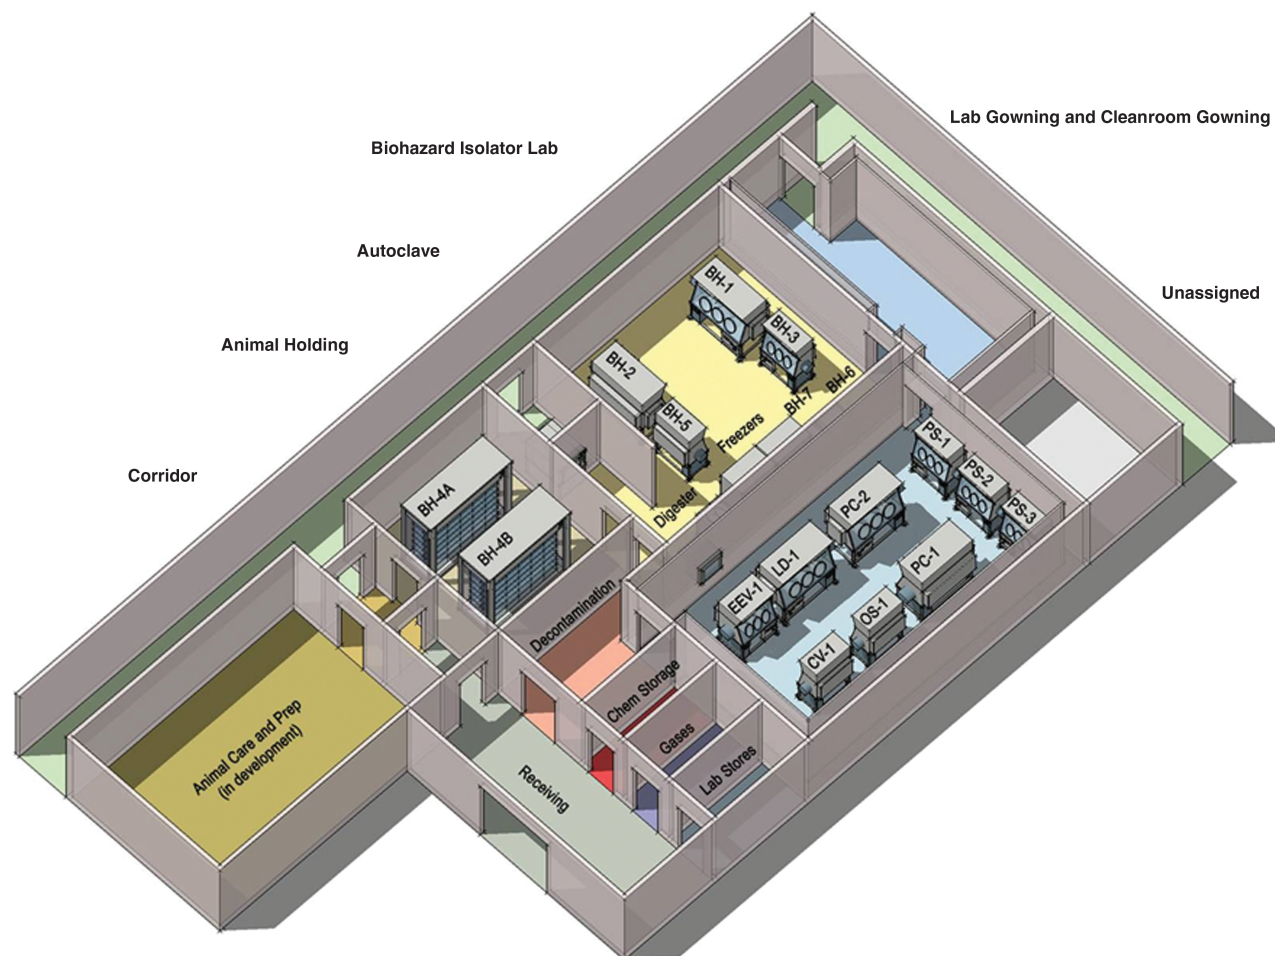 Lab Gowning and Cleanroom Gowning
Biohazard Isolator Lab
Autoclave
Unassigned
Animal Holding
Corridor
BH-1
BH-3
BH-2
BH-6
BH-7
BH-5
Freezers
Digester
PS-1
PS-2
PS-3
PC-2
PC-1
LD-1
EEV-1
OS-1
CV-1
BH-4A
BH-4B
Decontamination
Chem Storage
Gases
Lab Stores
Receiving
Animal Care and Prep
(in development)